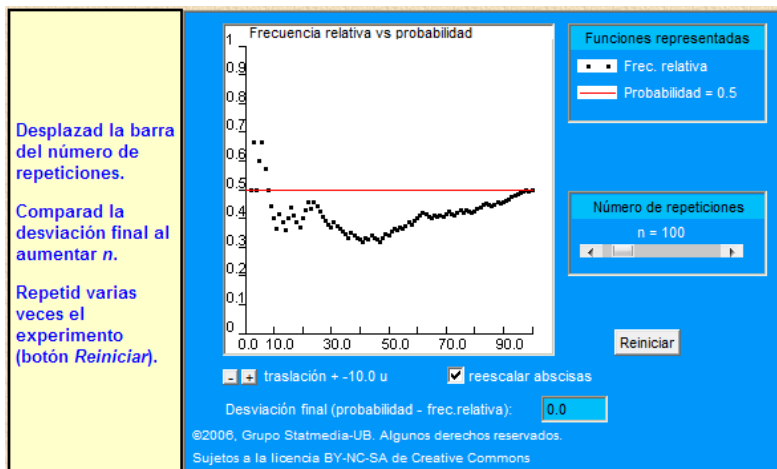 Desplazad la barra
del número de
repeticiones.
Comparad la
desviación final al
aumentar n.
Repetid varias
veces el
experimento
(botón Reiniciar).
Frecuencia relativa vs probabilidad
1
0.9
0.8
0.7
0.6
0.5
0.4
0.3
0.2
0.1
0
0.0 10.0 30.0 50.0 70.0 90.0
Funciones representadas
Frec. relativa
Probabilidad = 0.5
Número de repeticiones
n = 100
Reiniciar
- + traslación + -10.0 u
reescalar abscisas
Desviación final (probabilidad - frec.relativa): 0.0
©2006, Grupo Statmedia-UB. Algunos derechos reservados.
Sujetos a la licencia BY-NC-SA de Creative Commons